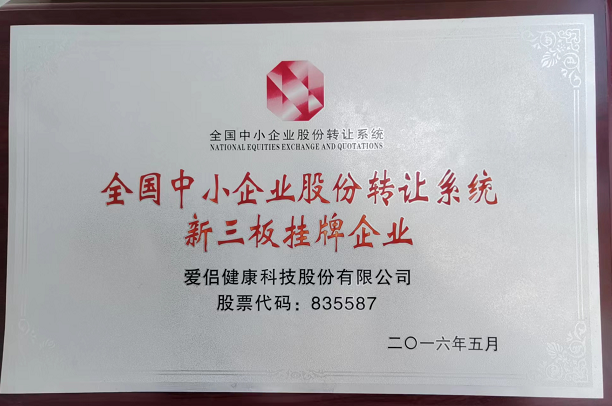 全国中小企业股份转让系统
NATIONAL EQUITIES EXCHANGE AND QUOTATIONS
全国中小企业股份转让系统
新三板挂牌企业
爱侣健康科技股份有限公司
股票代码：835587
二〇一六年五月